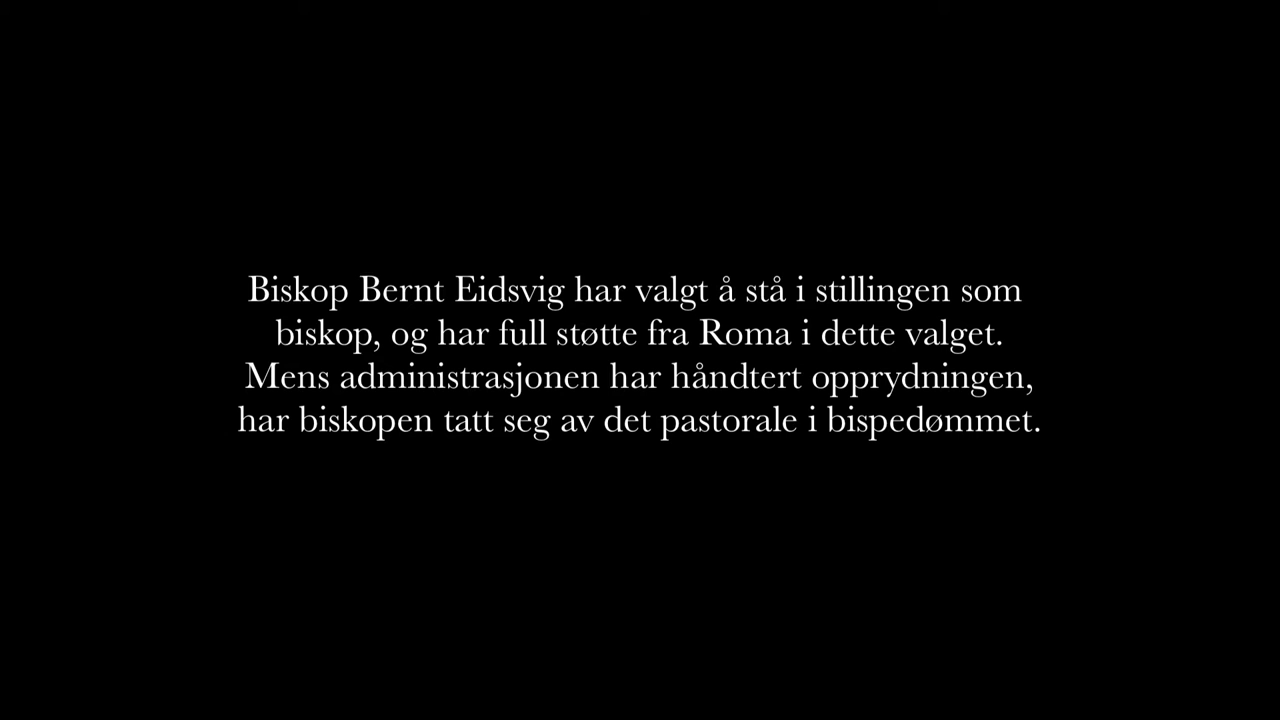 Biskop Bernt Eidsvig har valgt å stå i stillingen som
biskop, og har full støtte fra Roma i dette valget.
Mens administrasjonen har håndtert opprydningen,
har biskopen tatt seg av det pastorale i bispedømmet.